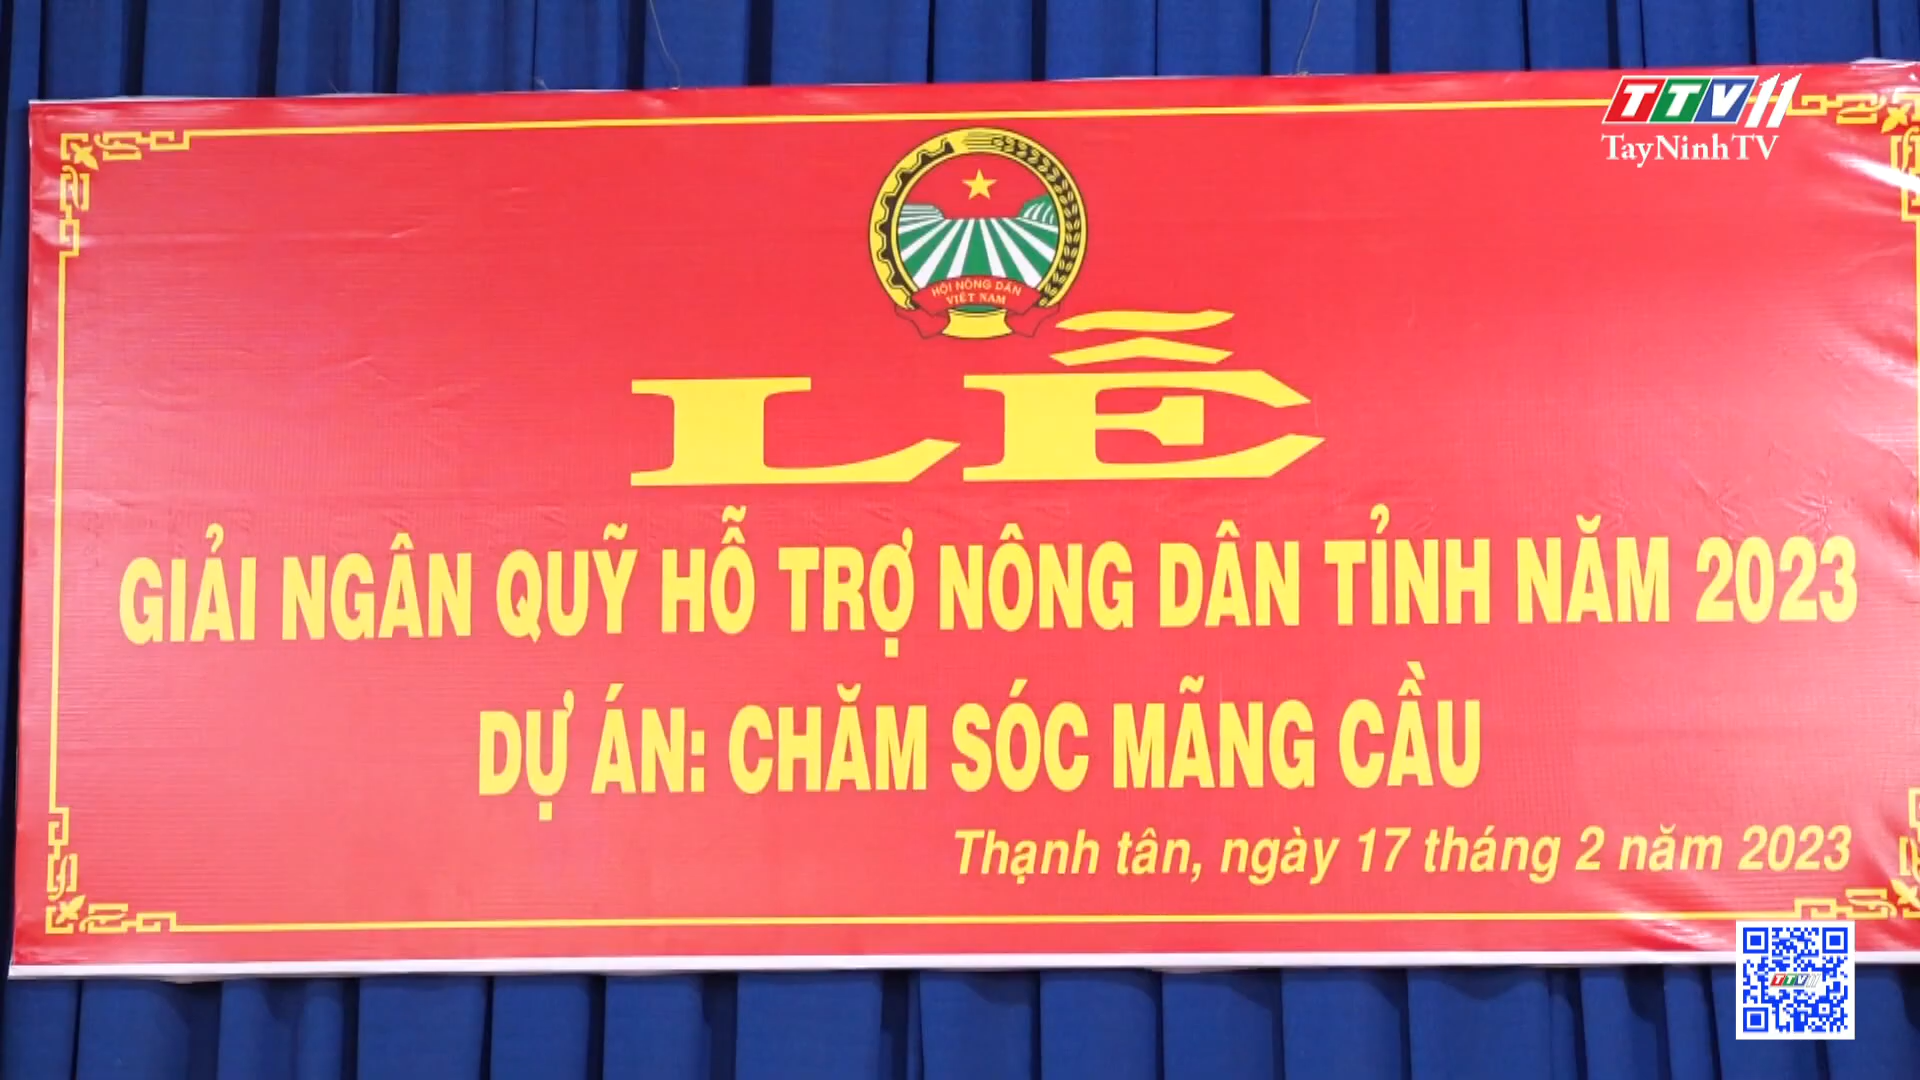 TTV11
TayNinhTV
HỘI NÔNG DÂN
VIỆT NAM
LỄ
GIẢI NGÂN QUỸ HỖ TRỢ NÔNG DÂN TỈNH NĂM 2023
DỰ ÁN: CHĂM SÓC MÃNG CẦU
Thạnh tân, ngày 17 tháng 2 năm 2023
TTV11